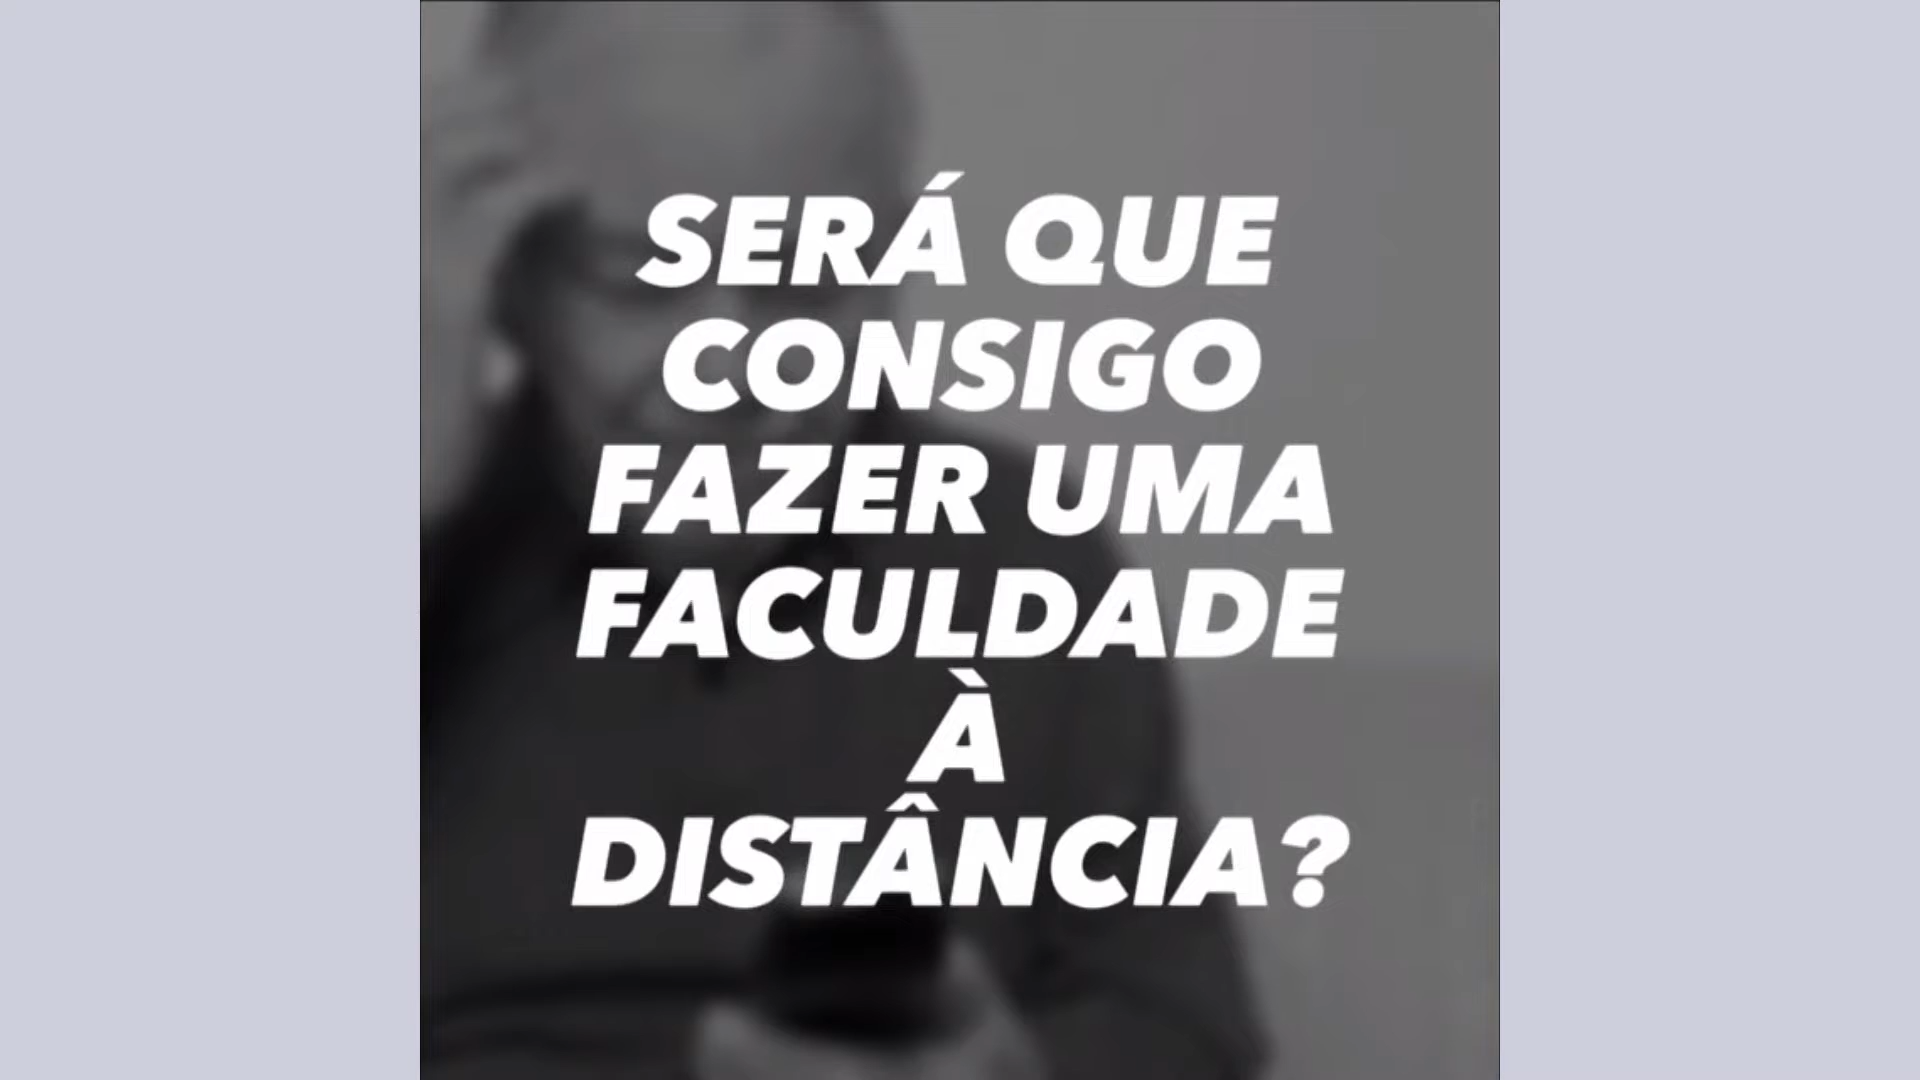 SERÁ QUE
CONSIGO
FAZER UMA
FACULDADE
À
DISTÂNCIA?